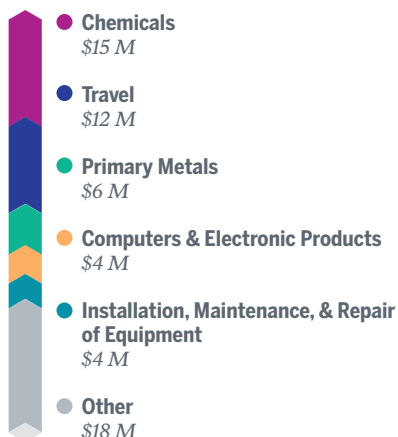 Chemicals
$15 M
Travel
$12 M
Primary Metals
$6 M
Computers & Electronic Products
$4 M
Installation, Maintenance, & Repair
of Equipment
$4 M
Other
$18 M